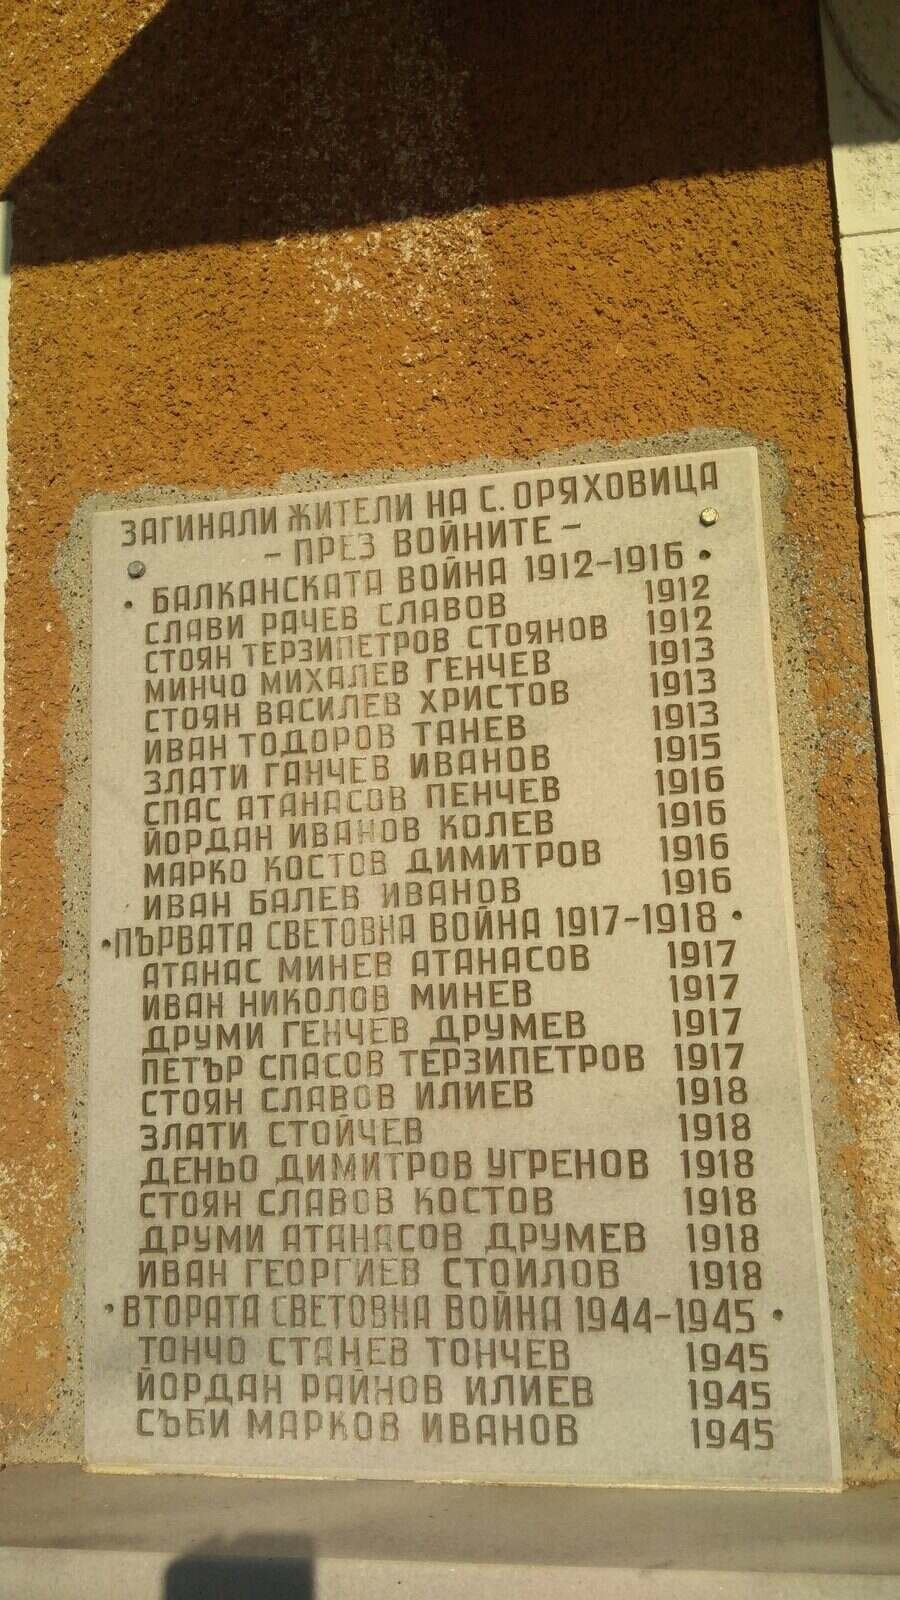 ЗАГИНАЛИ ЖИТЕЛИ НА С. ОРЯХОВИЦА
- ПРЕЗ ВОЙНИТЕ -
• БАЛКАНСКАТА ВОЙНА 1912-1916 •
СЛАВИ РАЧЕВ СЛАВОВ 1912
СТОЯН ТЕРЗИПЕТРОВ СТОЯНОВ 1912
МИНЧО МИХАЛЕВ ГЕНЧЕВ 1913
СТОЯН ВАСИЛЕВ ХРИСТОВ 1913
ИВАН ТОДОРОВ ТАНЕВ 1913
ЗЛАТИ ГАНЧЕВ ИВАНОВ 1915
СПАС АТАНАСОВ ПЕНЧЕВ 1916
ЙОРДАН ИВАНОВ КОЛЕВ 1916
МАРКО КОСТОВ ДИМИТРОВ 1916
ИВАН БАЛЕВ ИВАНОВ 1916
• ПЪРВАТА СВЕТОВНА ВОЙНА 1917-1918 •
АТАНАС МИНЕВ АТАНАСОВ 1917
ИВАН НИКОЛОВ МИНЕВ 1917
ДРУМИ ГЕНЧЕВ ДРУМЕВ 1917
ПЕТЪР СПАСОВ ТЕРЗИПЕТРОВ 1917
СТОЯН СЛАВОВ ИЛИЕВ 1918
ЗЛАТИ СТОЙЧЕВ 1918
ДЕНЬО ДИМИТРОВ УГРЕНОВ 1918
СТОЯН СЛАВОВ КОСТОВ 1918
ДРУМИ АТАНАСОВ ДРУМЕВ 1918
ИВАН ГЕОРГИЕВ СТОИЛОВ 1918
• ВТОРАТА СВЕТОВНА ВОЙНА 1944-1945 •
ТОНЧО СТАНЕВ ТОНЧЕВ 1945
ЙОРДАН РАЙНОВ ИЛИЕВ 1945
СЪБИ МАРКОВ ИВАНОВ 1945